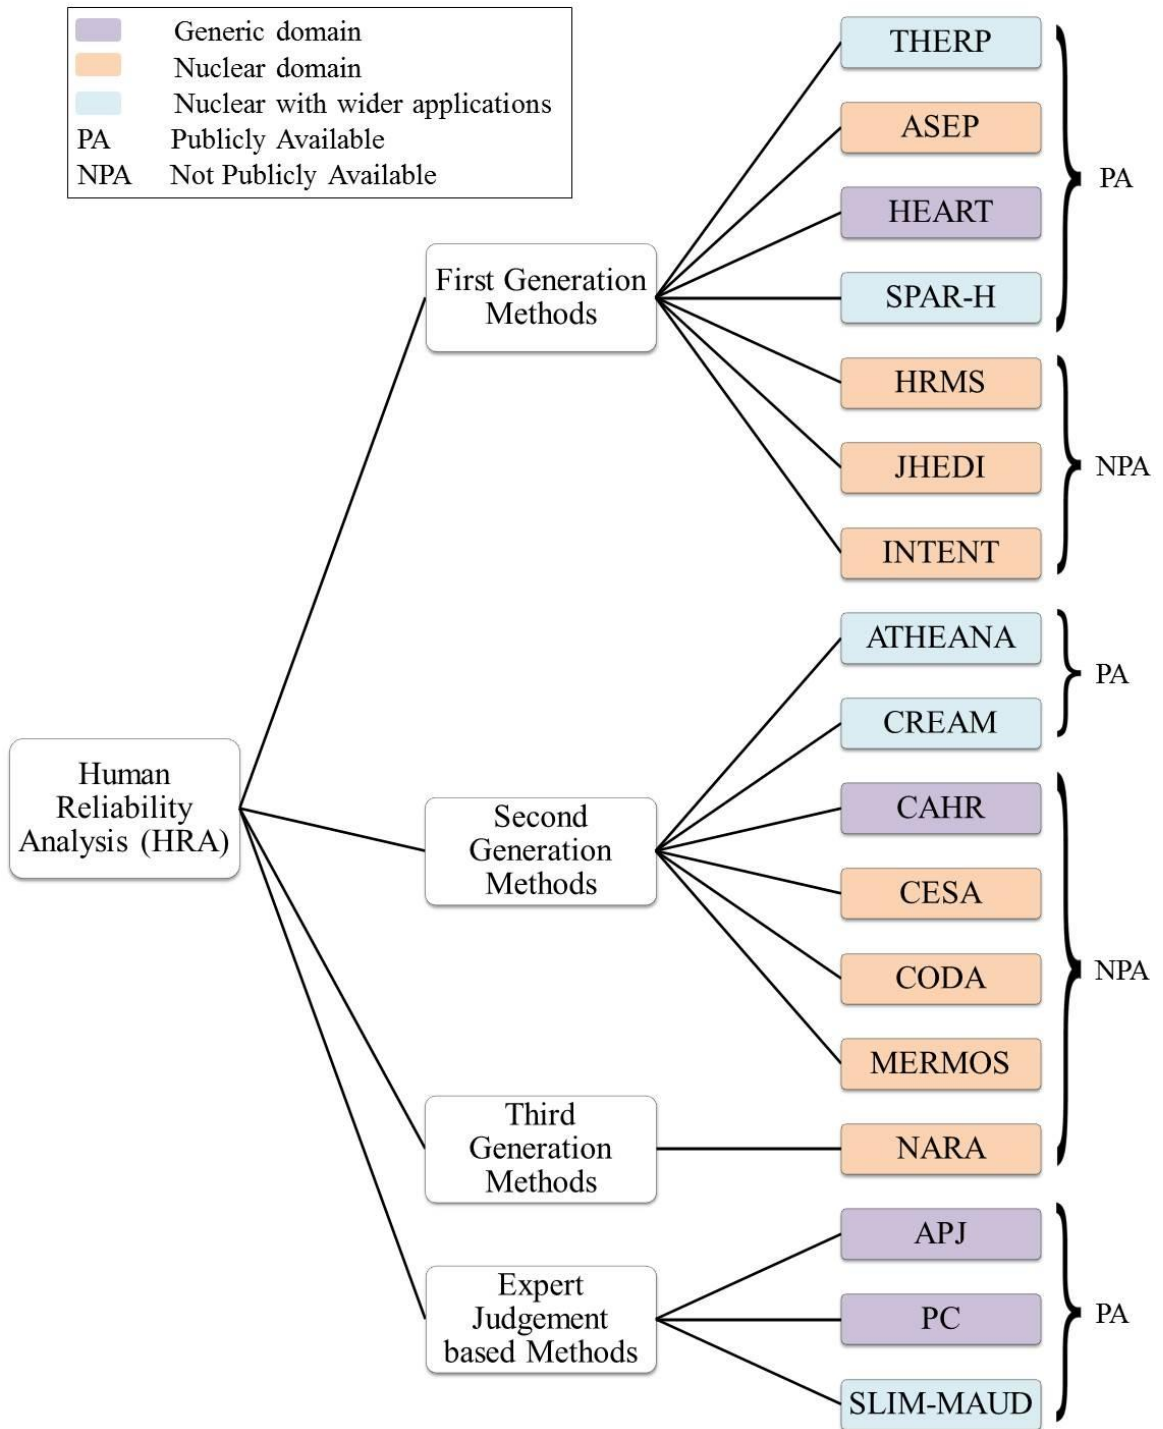 Generic domain
Nuclear domain
Nuclear with wider applications
PA Publicly Available
NPA Not Publicly Available
Human
Reliability
Analysis (HRA)
First Generation
Methods
THERP
ASEP
HEART
SPAR-H
PA
HRMS
JHEDI
INTENT
NPA
Second
Generation
Methods
ATHEANA
CREAM
PA
CAHR
CESA
CODA
MERMOS
Third
Generation
Methods
NARA
NPA
Expert
Judgement
based Methods
APJ
PC
SLIM-MAUD
PA